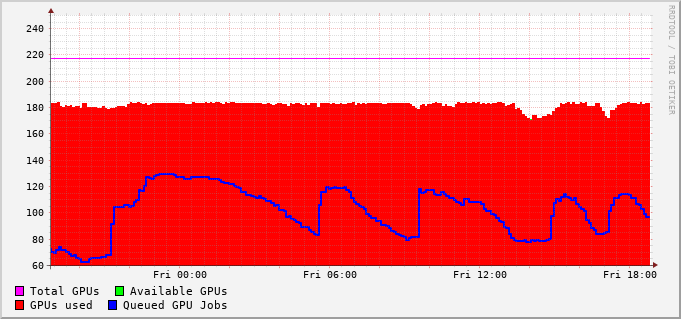 RRDTOOL / TOBI OETIKER
240
220
200
180
160
140
120
100
80
60
Fri 00:00 Fri 06:00 Fri 12:00 Fri 18:00
Total GPUs Available GPUs
GPUs used Queued GPU Jobs